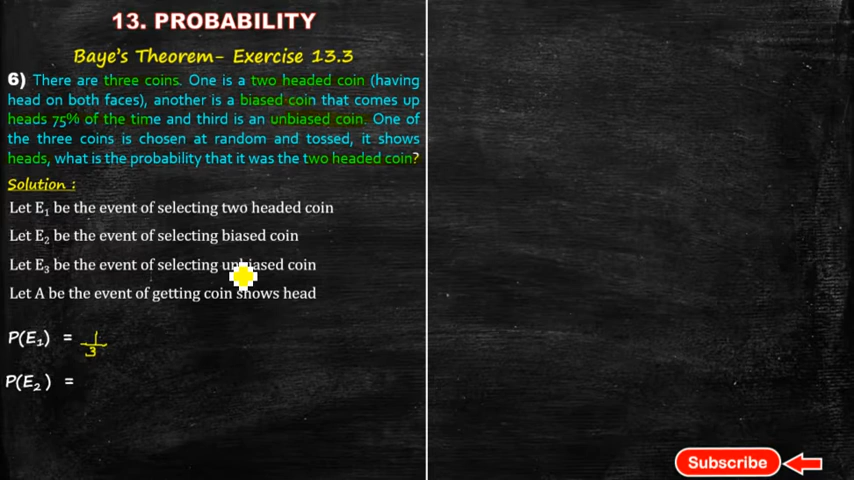 13. PROBABILITY
Baye's Theorem- Exercise 13.3
6) There are three coins. One is a two headed coin (having
head on both faces), another is a biased coin that comes up
heads 75% of the time and third is an unbiased coin. One of
the three coins is chosen at random and tossed, it shows
heads, what is the probability that it was the two headed coin?
Solution :
Let E₁ be the event of selecting two headed coin
Let E₂ be the event of selecting biased coin
Let E₃ be the event of selecting unbiased coin
Let A be the event of getting coin shows head
P(E₁) = 1/3
P(E₂ ) =
Subscribe